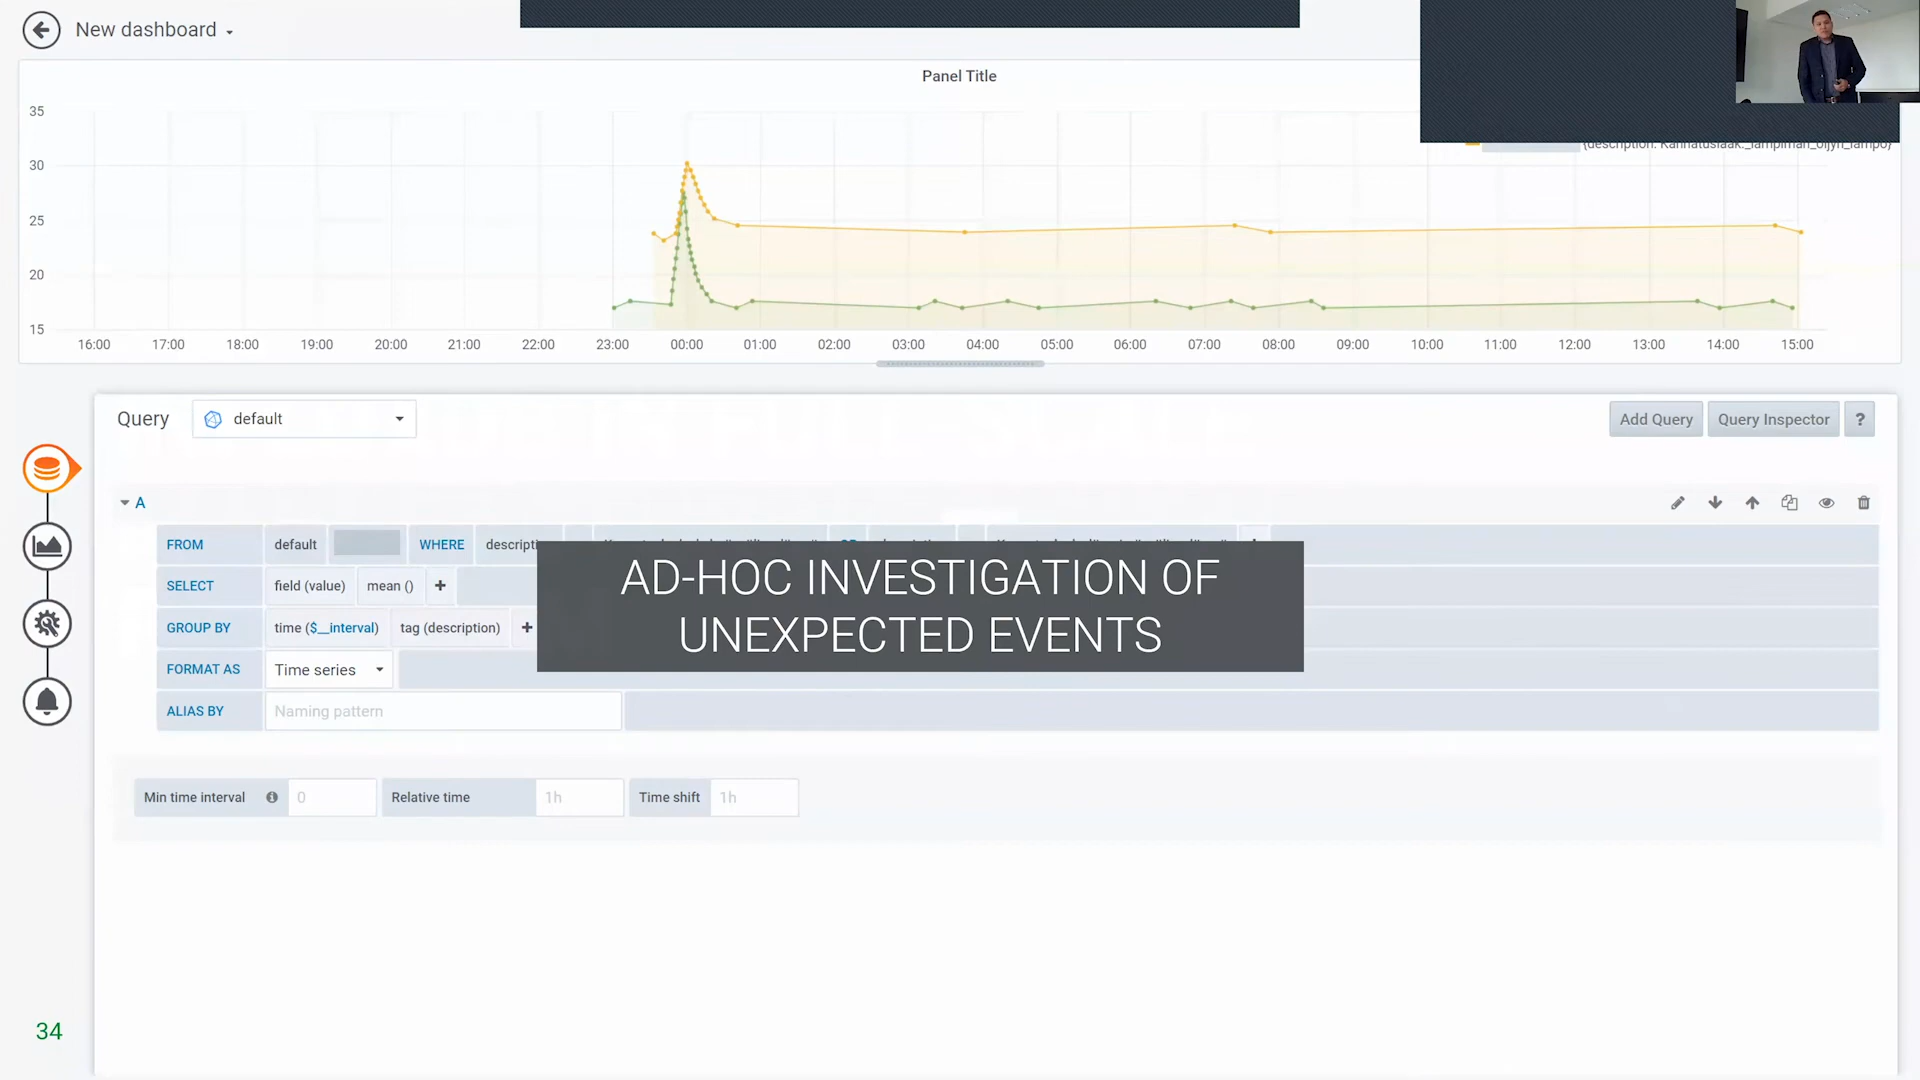 New dashboard
Panel Title
35
30
25
20
15
16:00 17:00 18:00 19:00 20:00 21:00 22:00 23:00 00:00 01:00 02:00 03:00 04:00 05:00 06:00 07:00 08:00 09:00 10:00 11:00 12:00 13:00 14:00 15:00
Query default Add Query Query Inspector ?
A
FROM default WHERE
SELECT field (value) mean () +
GROUP BY time ($__interval) tag (description) +
FORMAT AS Time series
ALIAS BY Naming pattern
AD-HOC INVESTIGATION OF
UNEXPECTED EVENTS
Min time interval 0 Relative time 1h Time shift 1h
34